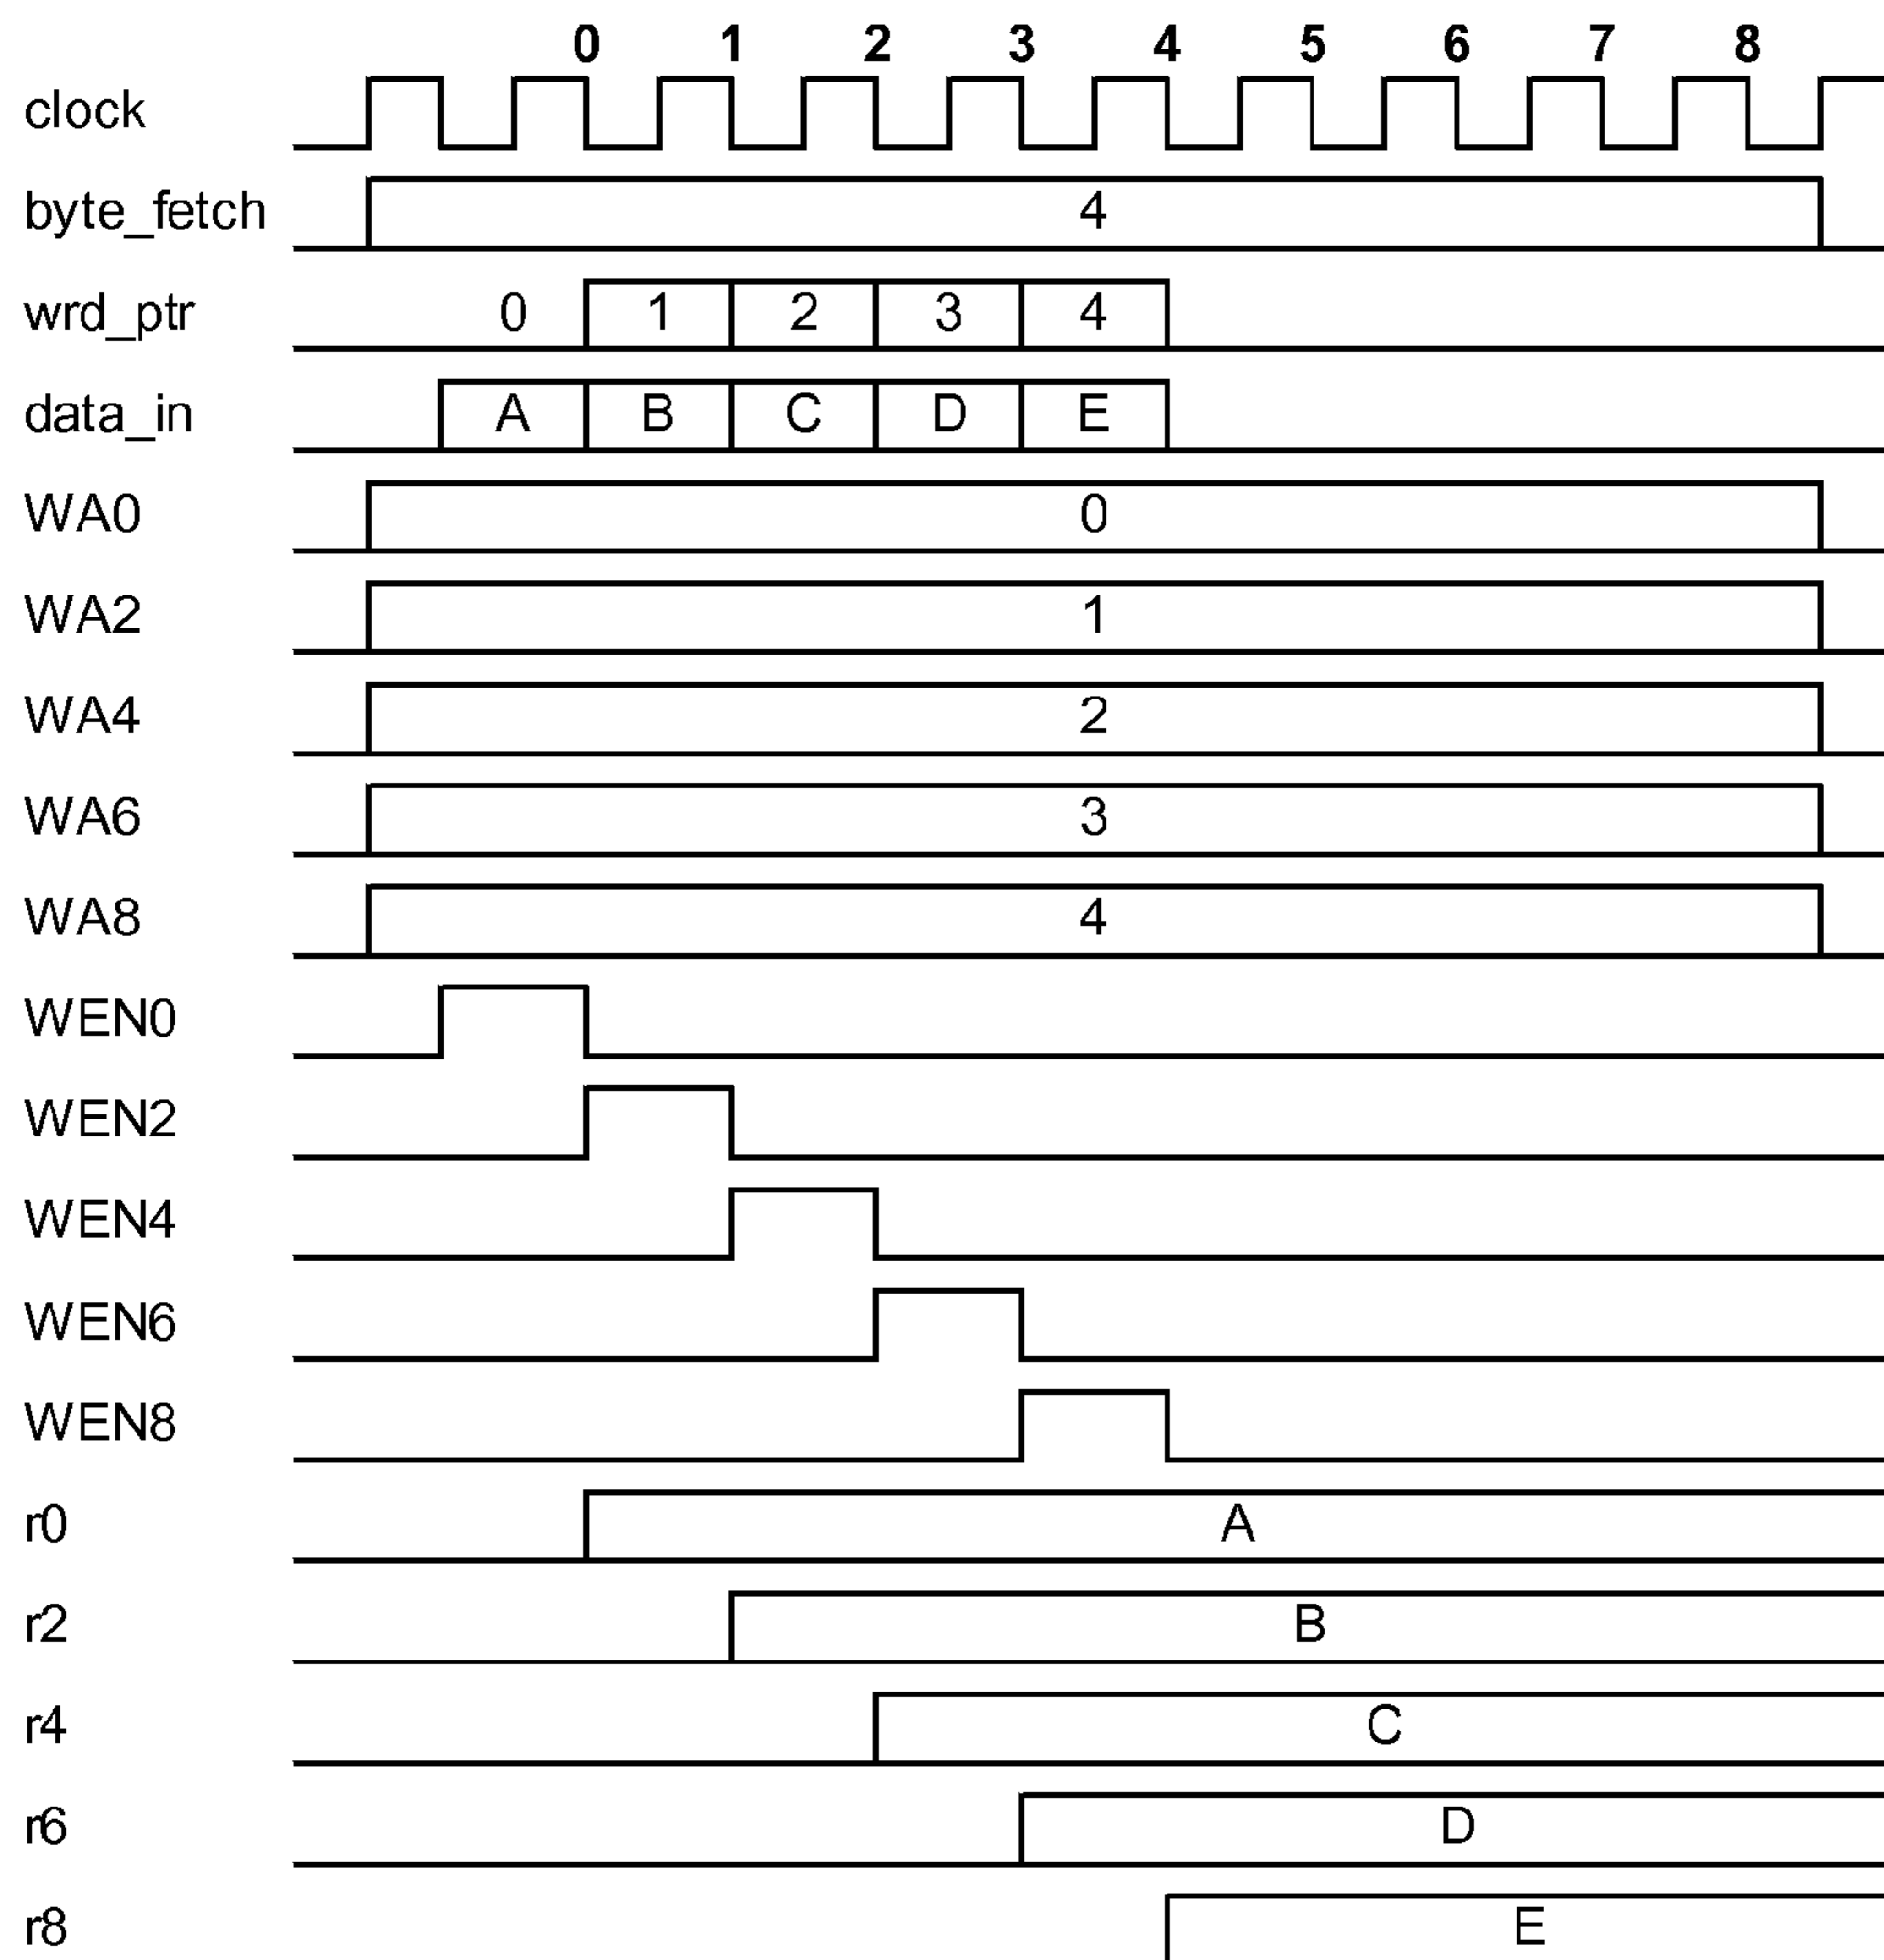 0 1 2 3 4 5 6 7 8
clock
byte_fetch 4
wrd_ptr 0 1 2 3 4
data_in A B C D E
WA0 0
WA2 1
WA4 2
WA6 3
WA8 4
WEN0
WEN2
WEN4
WEN6
WEN8
r0 A
r2 B
r4 C
r6 D
r8 E